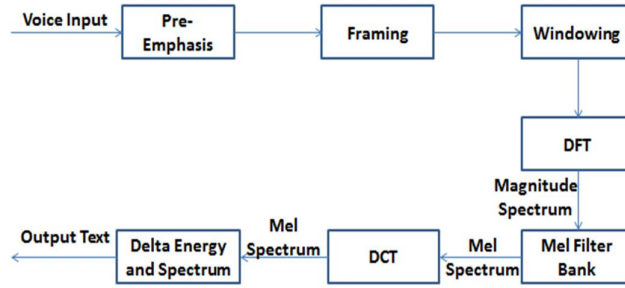 Voice Input
Pre-
Emphasis
Framing
Windowing
DFT
Magnitude
Spectrum
Mel Filter
Bank
Mel
Spectrum
DCT
Mel
Spectrum
Delta Energy
and Spectrum
Output Text